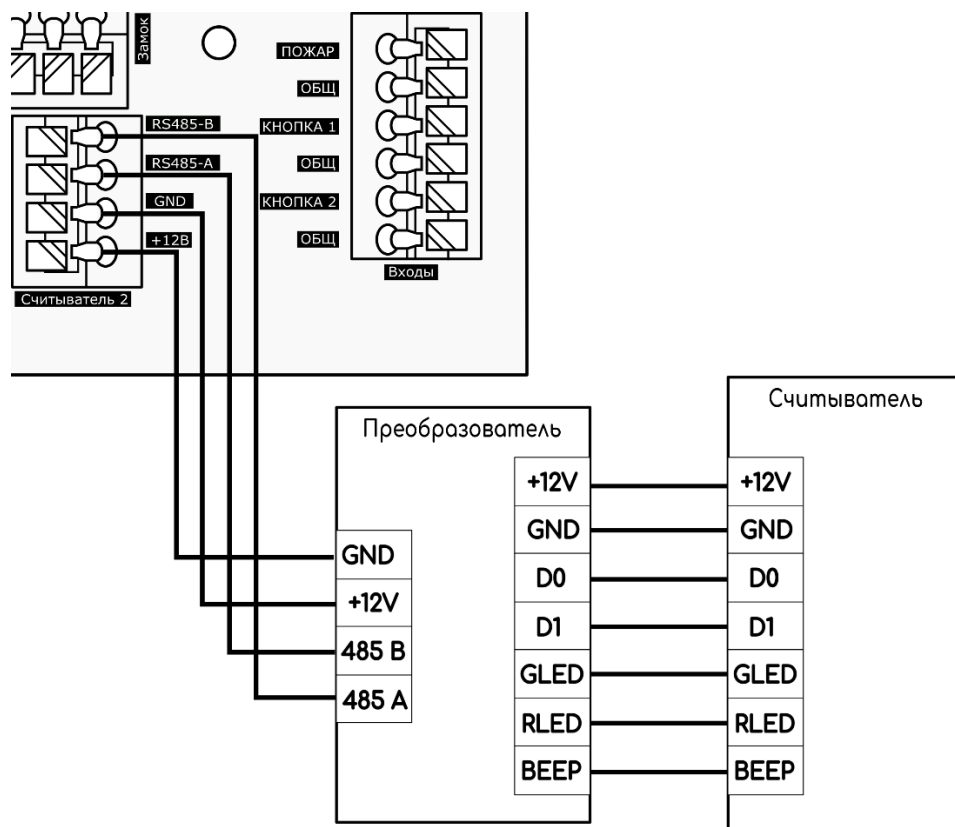 Замок
RS485-B
RS485-A
GND
+12В
Считыватель 2
ПОЖАР
ОБЩ
КНОПКА 1
ОБЩ
КНОПКА 2
ОБЩ
Входы
Преобразователь
GND
+12V
485 B
485 A
+12V
GND
D0
D1
GLED
RLED
BEEP
Считыватель
+12V
GND
D0
D1
GLED
RLED
BEEP